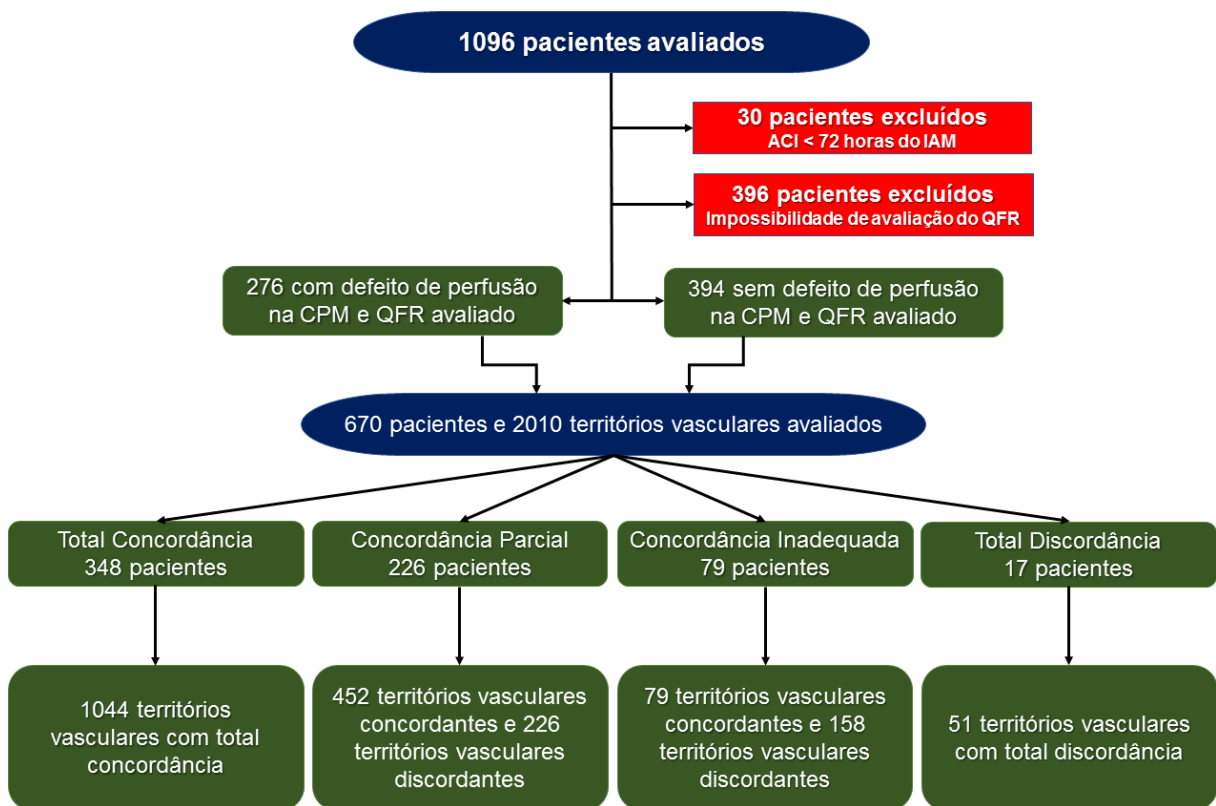 1096 pacientes avaliados
30 pacientes excluídos
ACI < 72 horas do IAM
396 pacientes excluídos
Impossibilidade de avaliação do QFR
276 com defeito de perfusão
na CPM e QFR avaliado
394 sem defeito de perfusão
na CPM e QFR avaliado
670 pacientes e 2010 territórios vasculares avaliados
Total Concordância
348 pacientes
Concordância Parcial
226 pacientes
Concordância Inadequada
79 pacientes
Total Discordância
17 pacientes
1044 territórios
vasculares com total
concordância
452 territórios vasculares
concordantes e 226
territórios vasculares
discordantes
79 territórios vasculares
concordantes e 158
territórios vasculares
discordantes
51 territórios vasculares
com total discordância